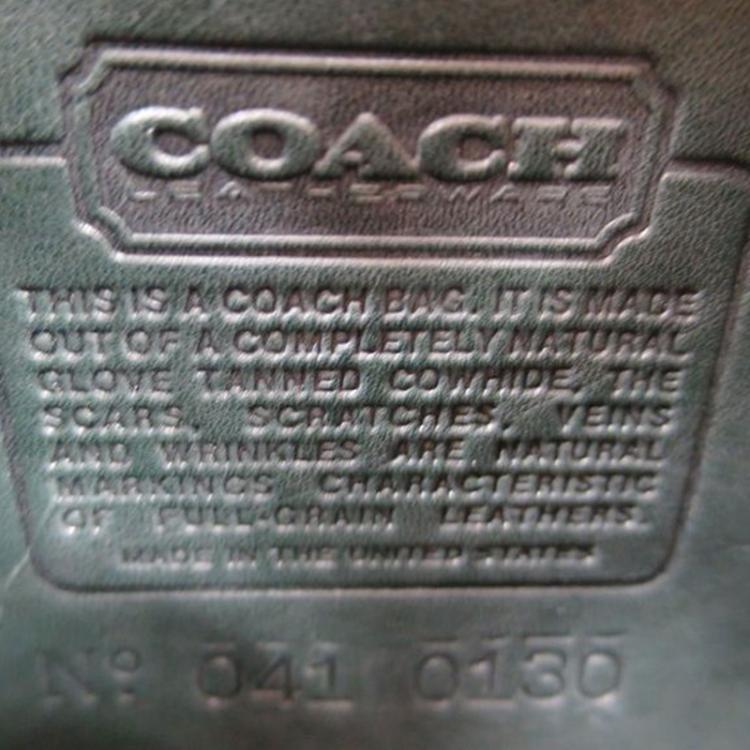 COACH
LEATHERWARE
THIS IS A COACH BAG. IT IS MADE
OUT OF A COMPLETELY NATURAL
GLOVE TANNED COWHIDE, THE
SCARS, SCRATCHES, VEINS
AND WRINKLES ARE NATURAL
MARKINGS CHARACTERISTIC
OF FULL-GRAIN LEATHERS.
MADE IN THE UNITED STATES
Nº 041 0130